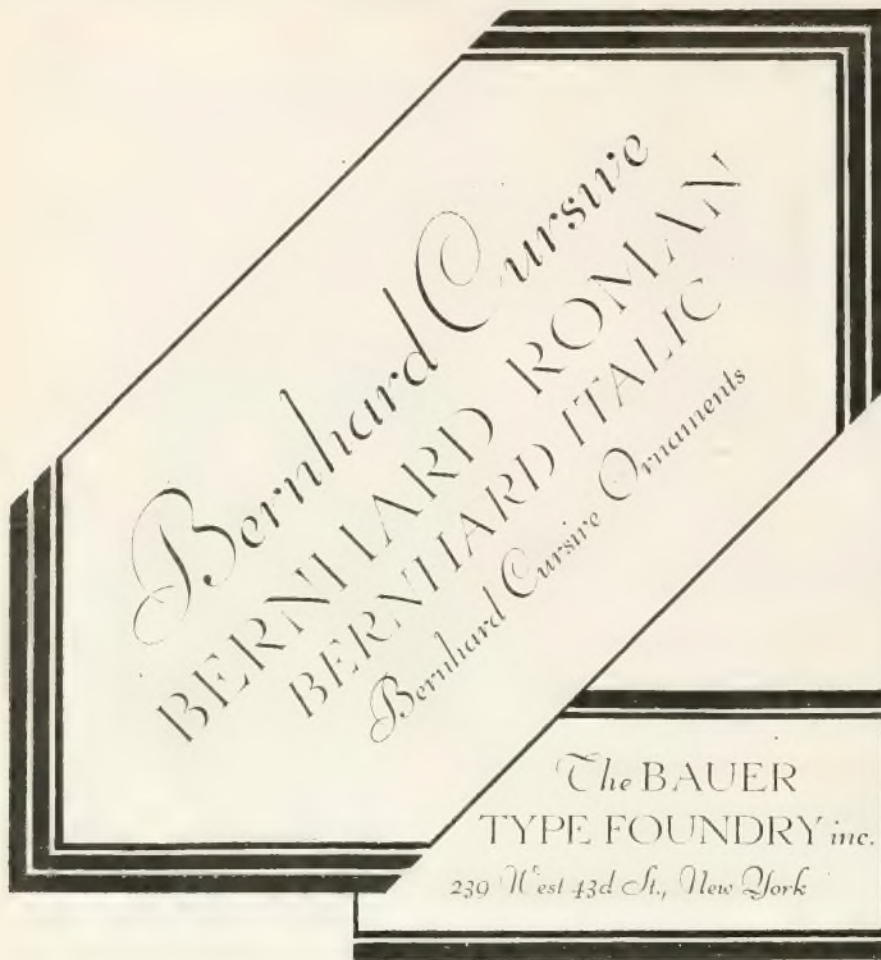 Bernhard Cursive
BERNHARD ROMAN
BERNHARD ITALIC
Bernhard Cursive Ornaments
The BAUER
TYPE FOUNDRY inc.
239 West 43d St., New York